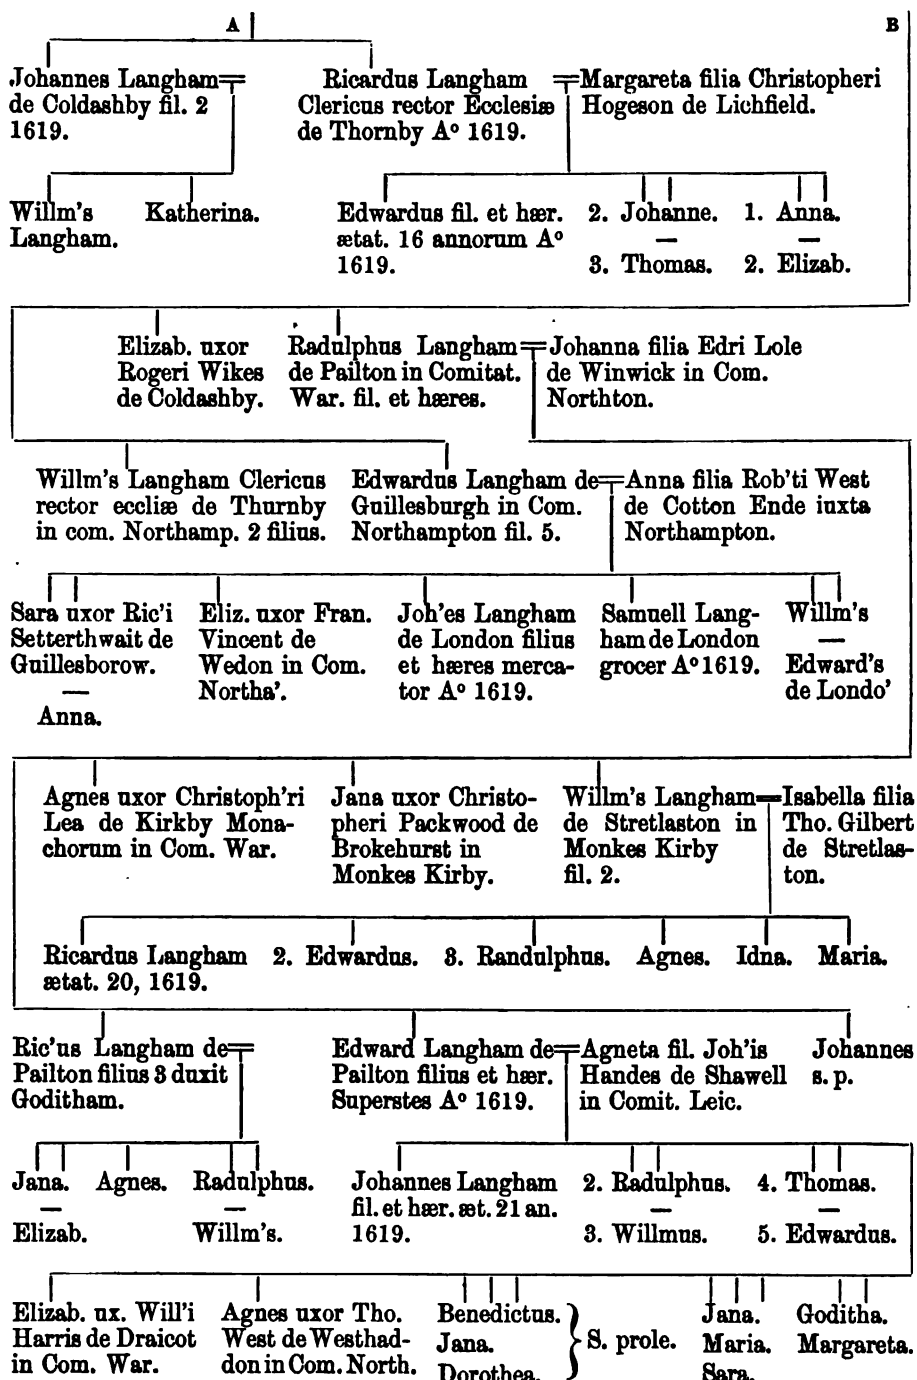 A
B
Johannes Langham
de Coldashby fil. 2
1619.
Ricardus Langham
Clericus rector Ecclesiæ
de Thornby Aº 1619.
Margareta filia Christopheri
Hogeson de Lichfield.
Willm's
Langham.
Katherina.
Edwardus fil. et hær.
ætat. 16 annorum Aº
1619.
2. Johanne.
—
3. Thomas.
1. Anna.
—
2. Elizab.
Elizab. uxor
Rogeri Wikes
de Coldashby.
Radulphus Langham
de Pailton in Comitat.
War. fil. et hæres.
Johanna filia Edri Lole
de Winwick in Com.
Northton.
Willm's Langham Clericus
rector eccliæ de Thurnby
in com. Northamp. 2 filius.
Edwardus Langham de
Guillesburgh in Com.
Northampton fil. 5.
Anna filia Rob'ti West
de Cotton Ende iuxta
Northampton.
Sara uxor Ric'i
Setterthwait de
Guillesborow.
—
Anna.
Eliz. uxor Fran.
Vincent de
Wedon in Com.
Northa'.
Joh'es Langham
de London filius
et hæres merca-
tor Aº 1619.
Samuell Lang-
ham de London
grocer Aº 1619.
Willm's
—
Edward's
de Londo'
Agnes uxor Christoph'ri
Lea de Kirkby Mona-
chorum in Com. War.
Jana uxor Christo-
pheri Packwood de
Brokehurst in
Monkes Kirby.
Willm's Langham
de Stretlaston in
Monkes Kirby
fil. 2.
Isabella filia
Tho. Gilbert
de Stretlas-
ton.
Ricardus Langham
ætat. 20, 1619.
2. Edwardus.
3. Randulphus.
Agnes.
Idna.
Maria.
Ric'us Langham de
Pailton filius 3 duxit
Goditham.
Edward Langham de
Pailton filius et hær.
Superstes Aº 1619.
Agneta fil. Joh'is
Handes de Shawell
in Comit. Leic.
Johannes
s. p.
Jana.
—
Elizab.
Agnes.
Radulphus.
—
Willm's.
Johannes Langham
fil. et hær. æt. 21 an.
1619.
2. Radulphus.
—
3. Willmus.
4. Thomas.
—
5. Edwardus.
Elizab. ux. Will'i
Harris de Draicot
in Com. War.
Agnes uxor Tho.
West de Westhad-
don in Com. North.
Benedictus.
Jana.
Dorothea.
S. prole.
Jana.
Maria.
Sara.
Goditha.
Margareta.